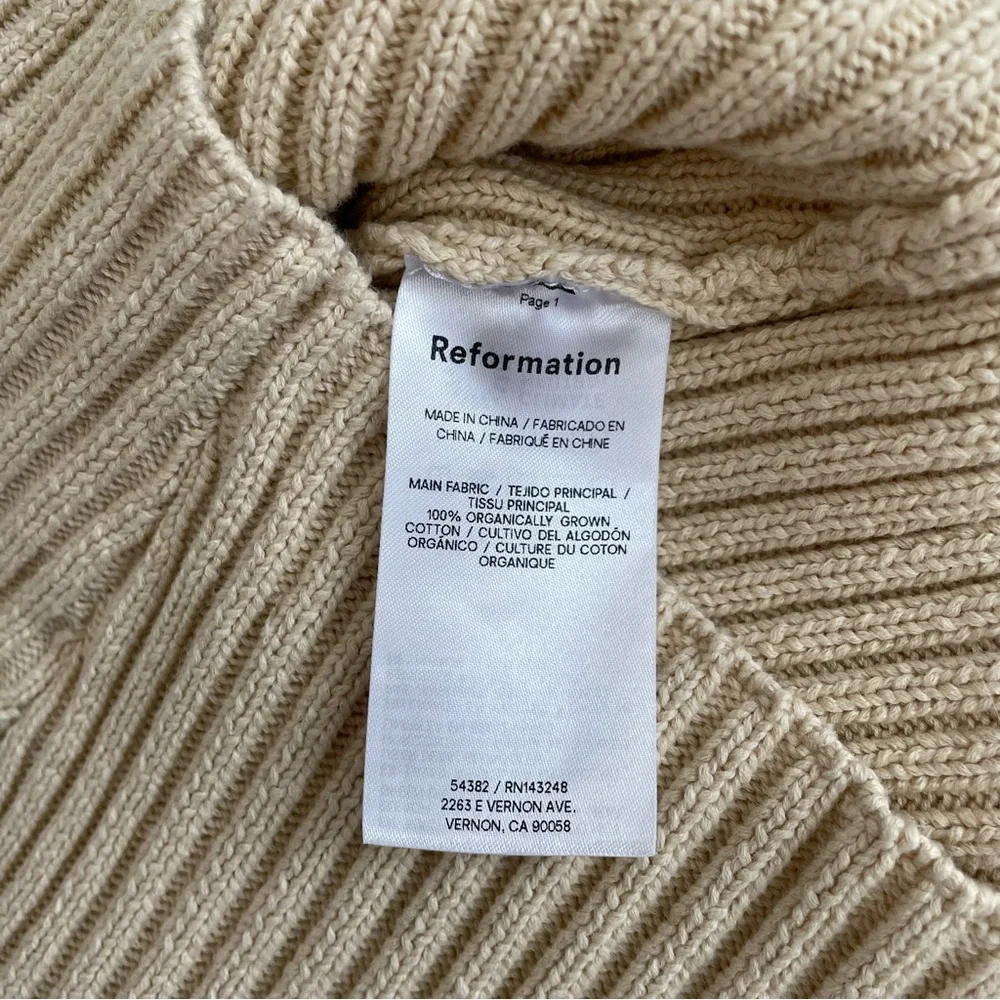 Page 1
Reformation
MADE IN CHINA / FABRICADO EN
CHINA / FABRIQUÉ EN CHINE
MAIN FABRIC / TEJIDO PRINCIPAL /
TISSU PRINCIPAL
100% ORGANICALLY GROWN
COTTON / CULTIVO DEL ALGODÓN
ORGÁNICO / CULTURE DU COTON
ORGANIQUE
54382 / RN143248
2263 E VERNON AVE.
VERNON, CA 90058